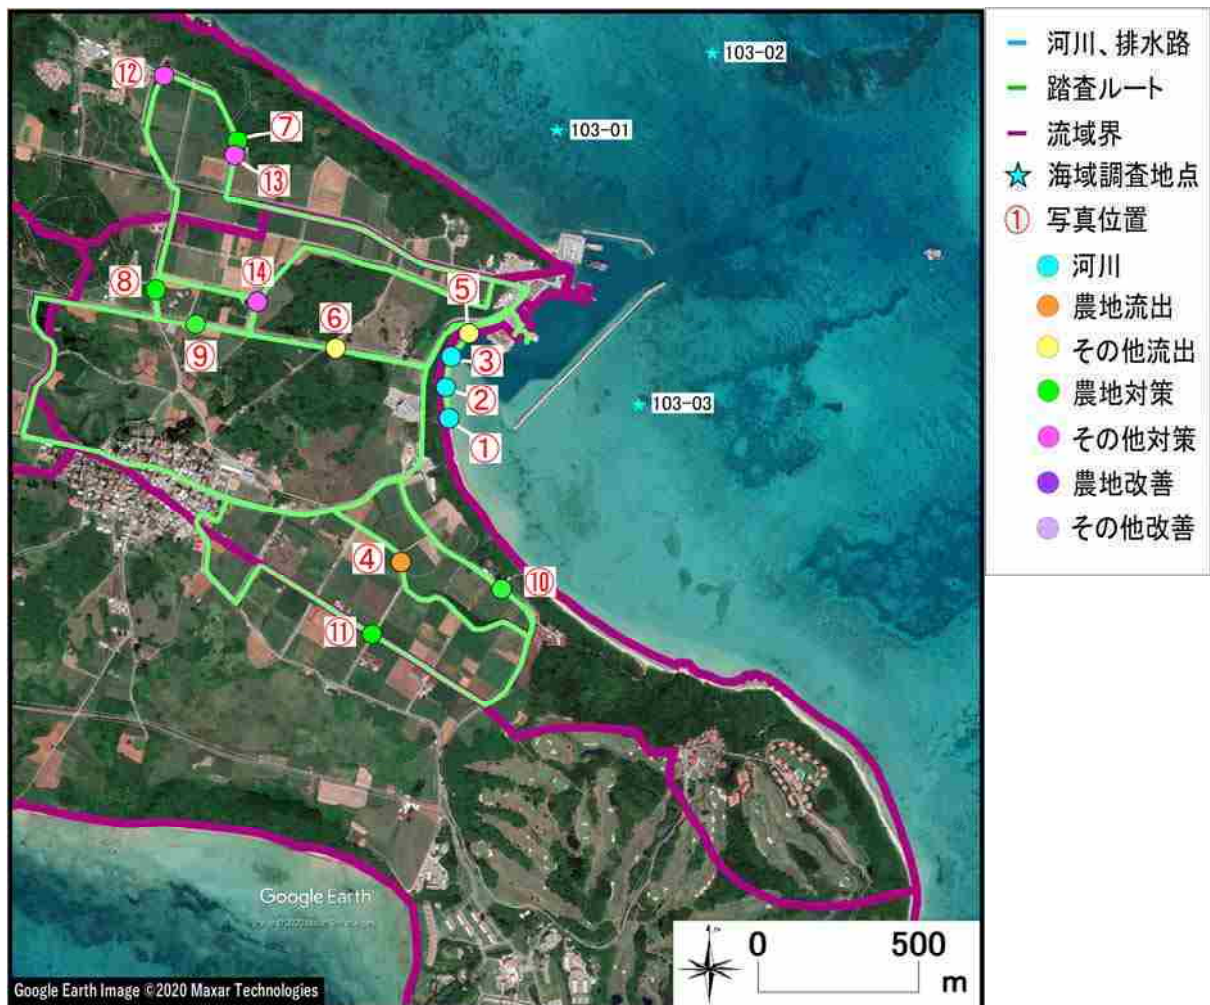 103-02
⑫
⑦
103-01
⑬
⑧
⑭
⑤
⑥
⑨
③
②
103-03
①
④
⑩
⑪
Google Earth
0 500
m
Google Earth Image ©2020 Maxar Technologies
河川、排水路
踏査ルート
流域界
海域調査地点
① 写真位置
河川
農地流出
その他流出
農地対策
その他対策
農地改善
その他改善